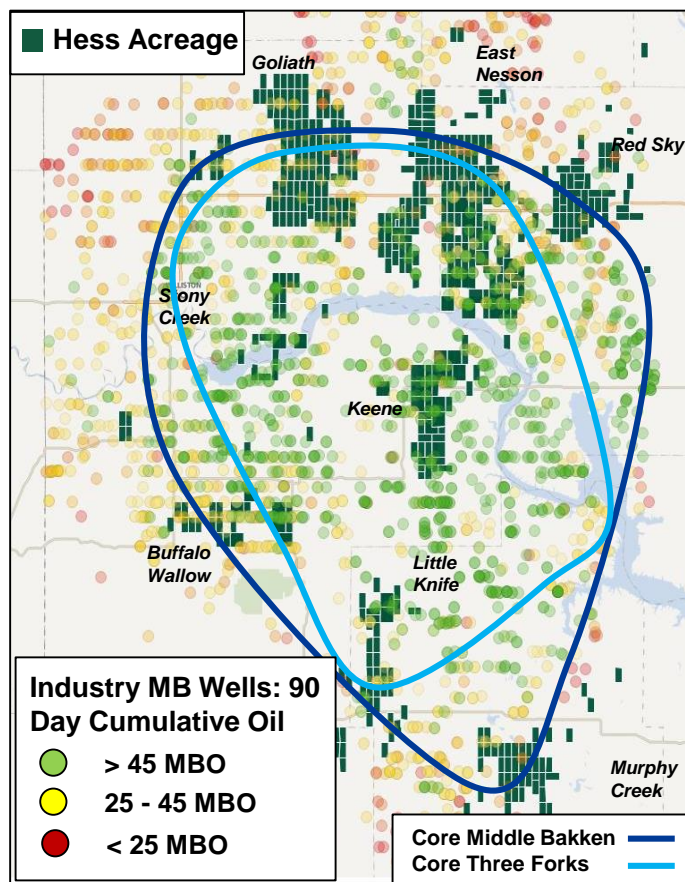 Hess Acreage
Goliath
East
Nesson
Red Sky
LLISTON
Stony
Creek
Keene
Buffalo
Wallow
Little
Knife
Industry MB Wells: 90
Day Cumulative Oil
> 45 MBO
25 - 45 MBO
< 25 MBO
Murphy
Creek
Core Middle Bakken
Core Three Forks